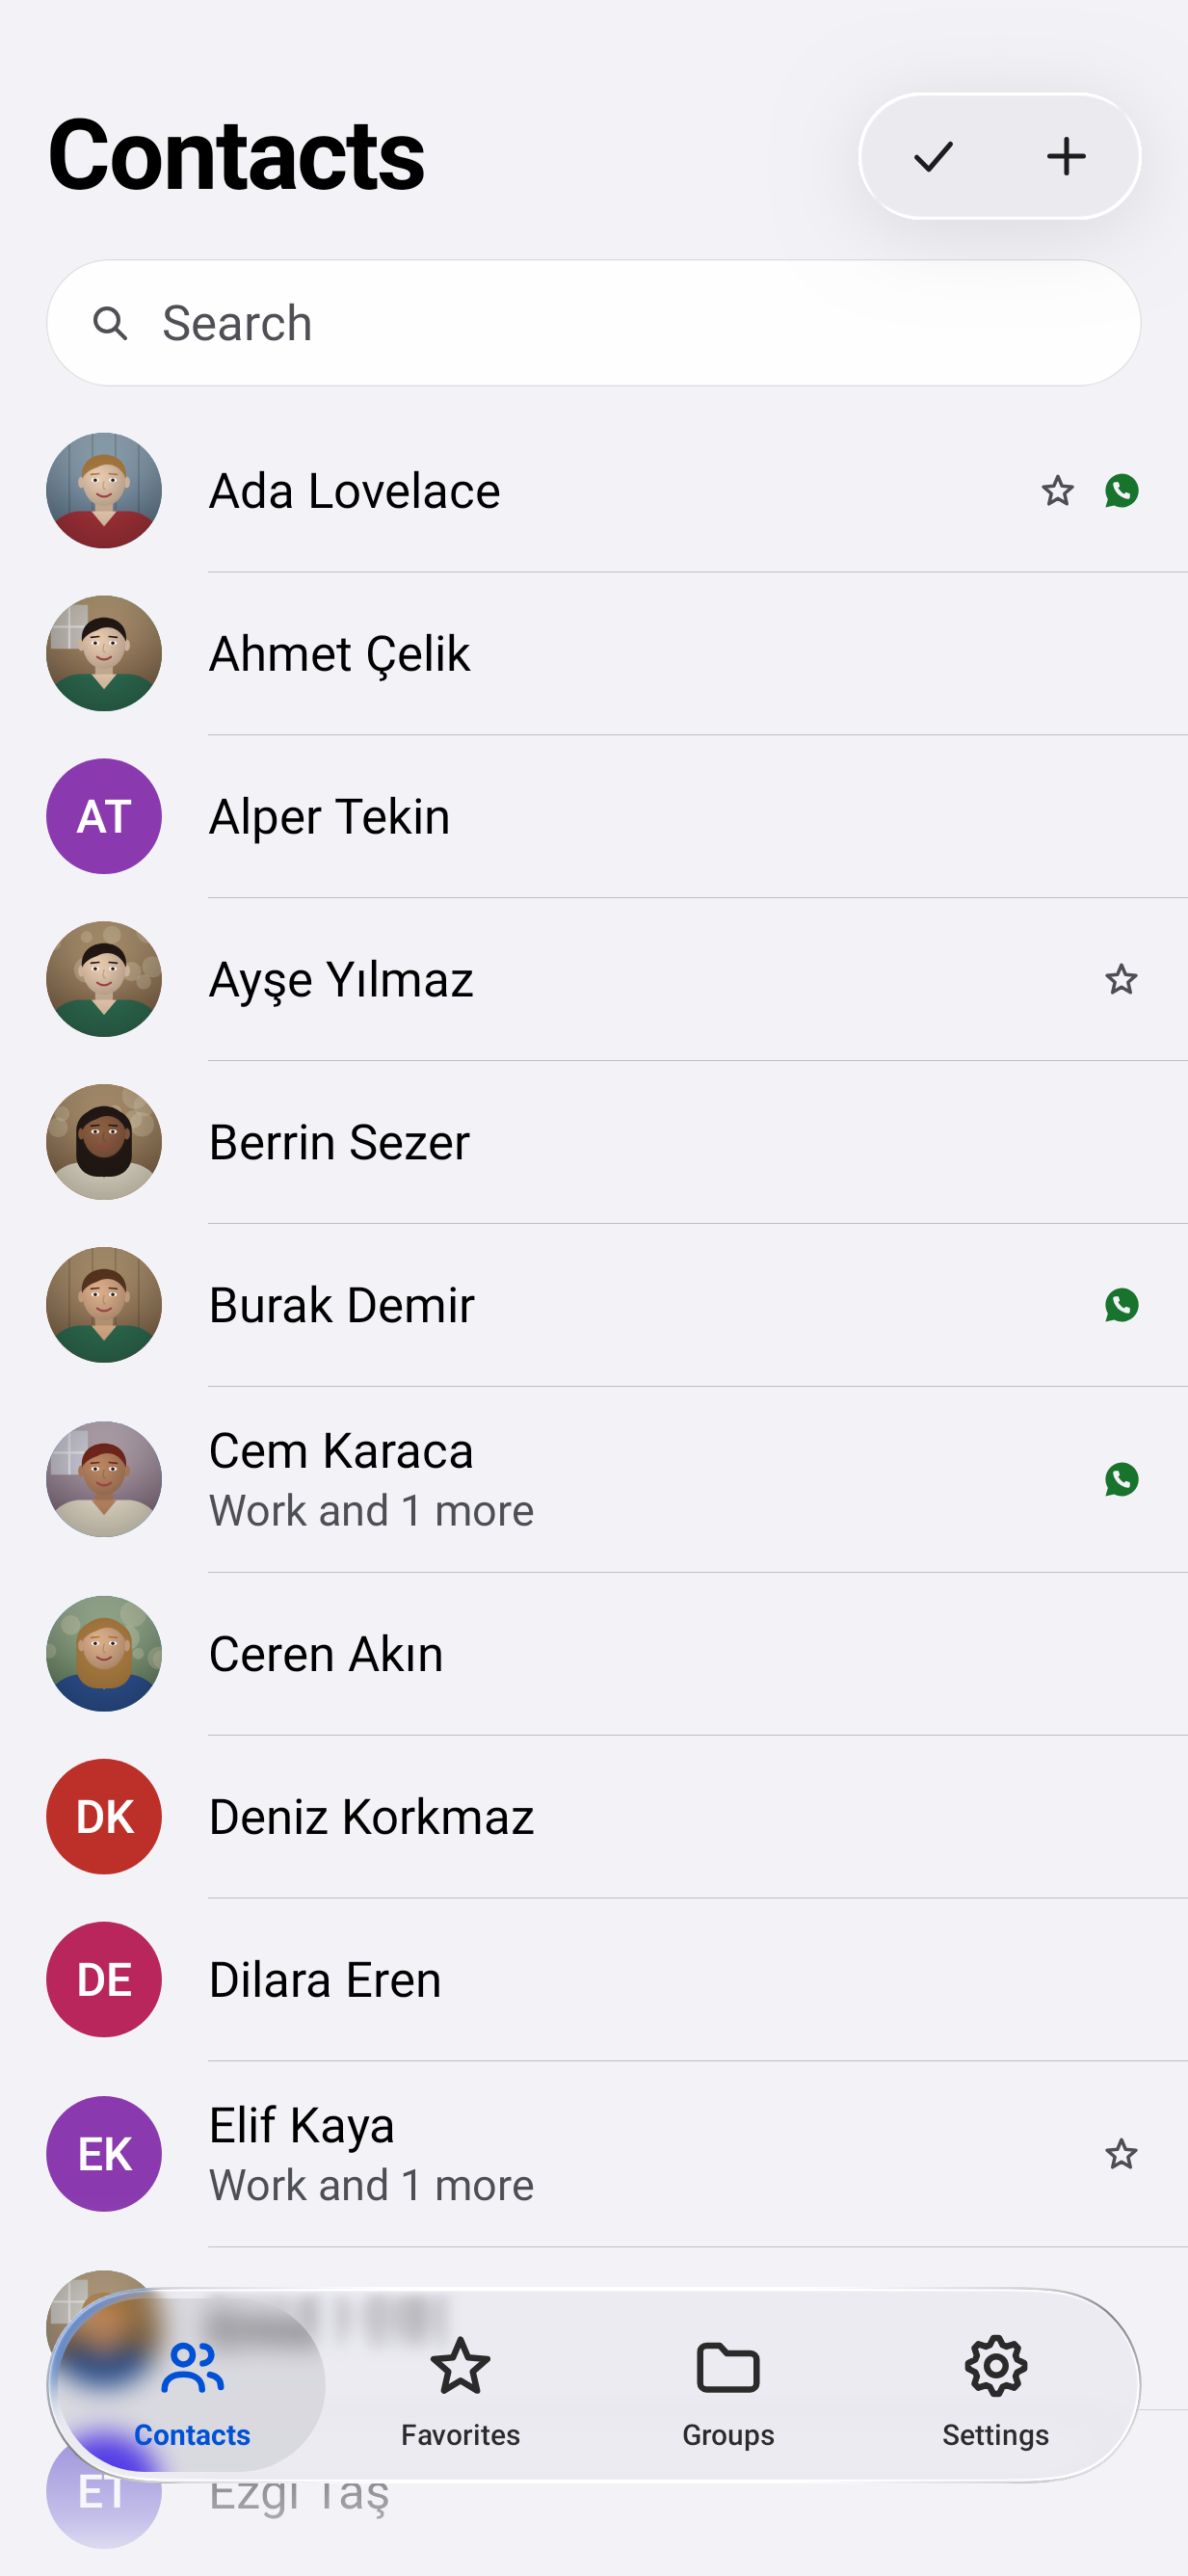 Contacts
Search
Ada Lovelace
Ahmet Çelik
AT
Alper Tekin
Ayşe Yılmaz
Berrin Sezer
Burak Demir
Cem Karaca
Work and 1 more
Ceren Akın
DK
Deniz Korkmaz
DE
Dilara Eren
EK
Elif Kaya
Work and 1 more
Contacts
Favorites
Groups
Settings
ET
Ezgi Taş